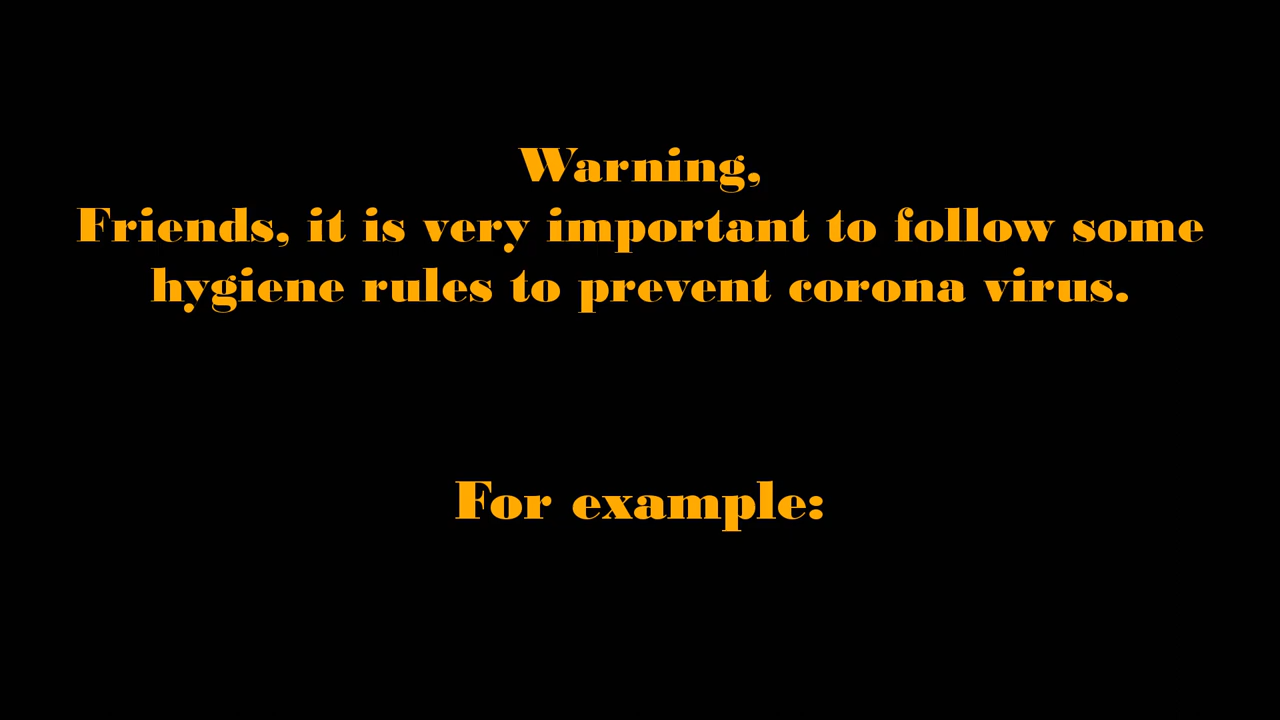 Warning,
Friends, it is very important to follow some
hygiene rules to prevent corona virus.
For example: